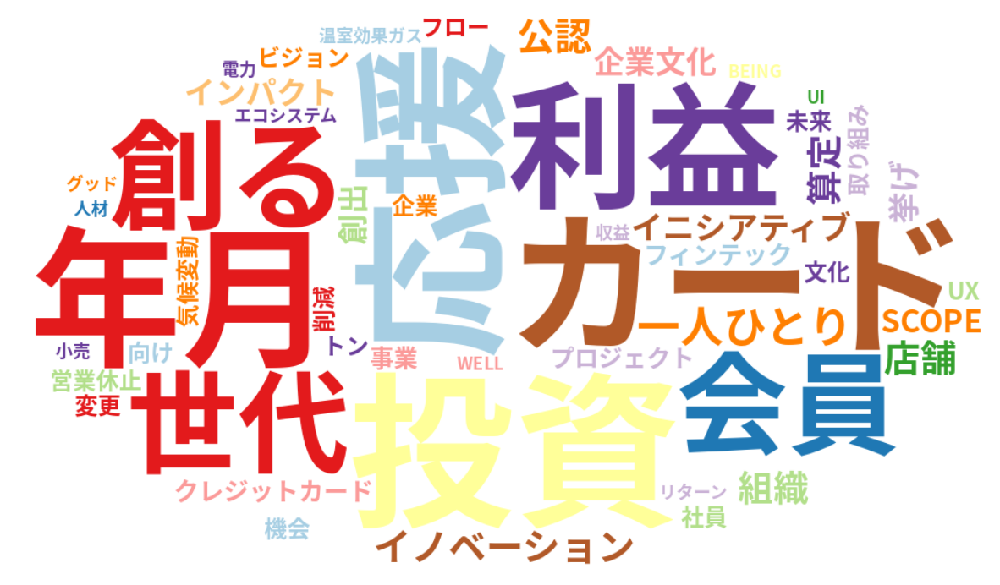 温室効果ガス
フロー
公認
ビジョン
企業文化
電力
BEING
インパクト
応援
利益
UI
エコシステム
未来
取り組み
創る
算定
挙げ
グッド
人材
創出
企業
収益
イニシアティブ
カード
年月
気候変動
フィンテック
文化
削減
UX
一人ひとり
SCOPE
小売
向け
トン
事業
WELL
プロジェクト
店舗
営業休止
変更
世代
投資
会員
クレジットカード
リターン
組織
機会
社員
イノベーション